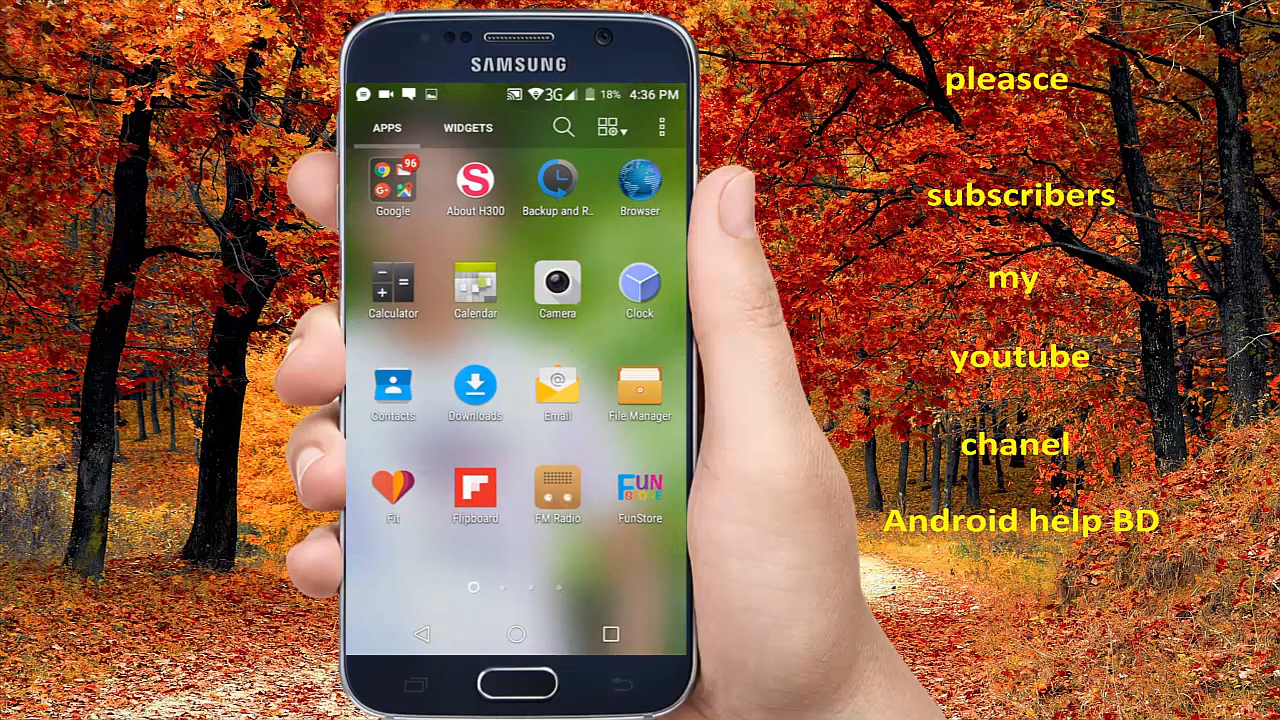 SAMSUNG
3G 18% 4:36 PM
APPS WIDGETS
96
Google About H300 Backup and R.. Browser
Calculator Calendar Camera Clock
Contacts Downloads Email File Manager
FUN STORE
Fit Flipboard FM Radio FunStore
pleasce
subscribers
my
youtube
chanel
Android help BD